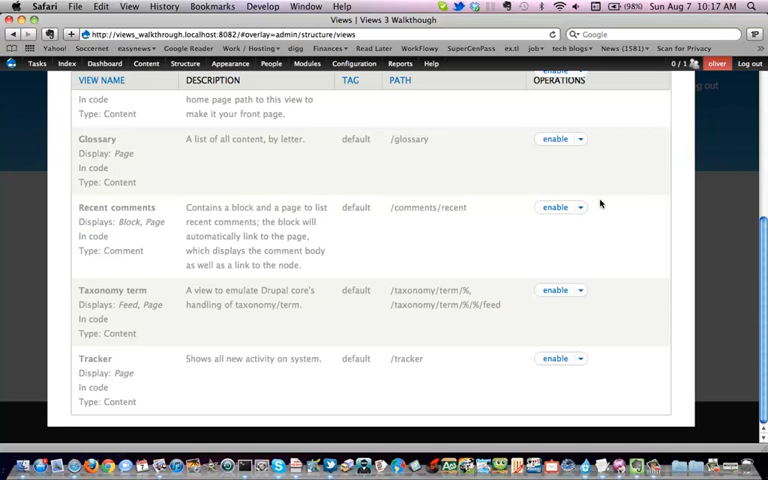 Safari File Edit View History Bookmarks Develop Window Help
(98%) Sun Aug 7 10:17 AM
Views | Views 3 Walkthrough
http://views_walkthrough.localhost:8082/#overlay=admin/structure/views
Google
Yahoo! Soccernet easynews Google Reader Work / Hosting digg Finances Read Later WorkFlowy SuperGenPass ex.ti job tech blogs News (1581) Scan for Privacy
Tasks Index Dashboard Content Structure Appearance People Modules Configuration Reports Help 0 / 1 oliver Log out
VIEW NAME DESCRIPTION TAG PATH OPERATIONS
enable
og out
In code home page path to this view to
Type: Content make it your front page.
Glossary A list of all content, by letter. default /glossary enable
Display: Page
In code
Type: Content
Recent comments Contains a block and a page to list default /comments/recent enable
Displays: Block, Page recent comments; the block will
In code automatically link to the page,
Type: Comment which displays the comment body
as well as a link to the node.
Taxonomy term A view to emulate Drupal core's default /taxonomy/term/%, enable
Displays: Feed, Page handling of taxonomy/term. /taxonomy/term/%/%/feed
In code
Type: Content
Tracker Shows all new activity on system. default /tracker enable
Display: Page
In code
Type: Content